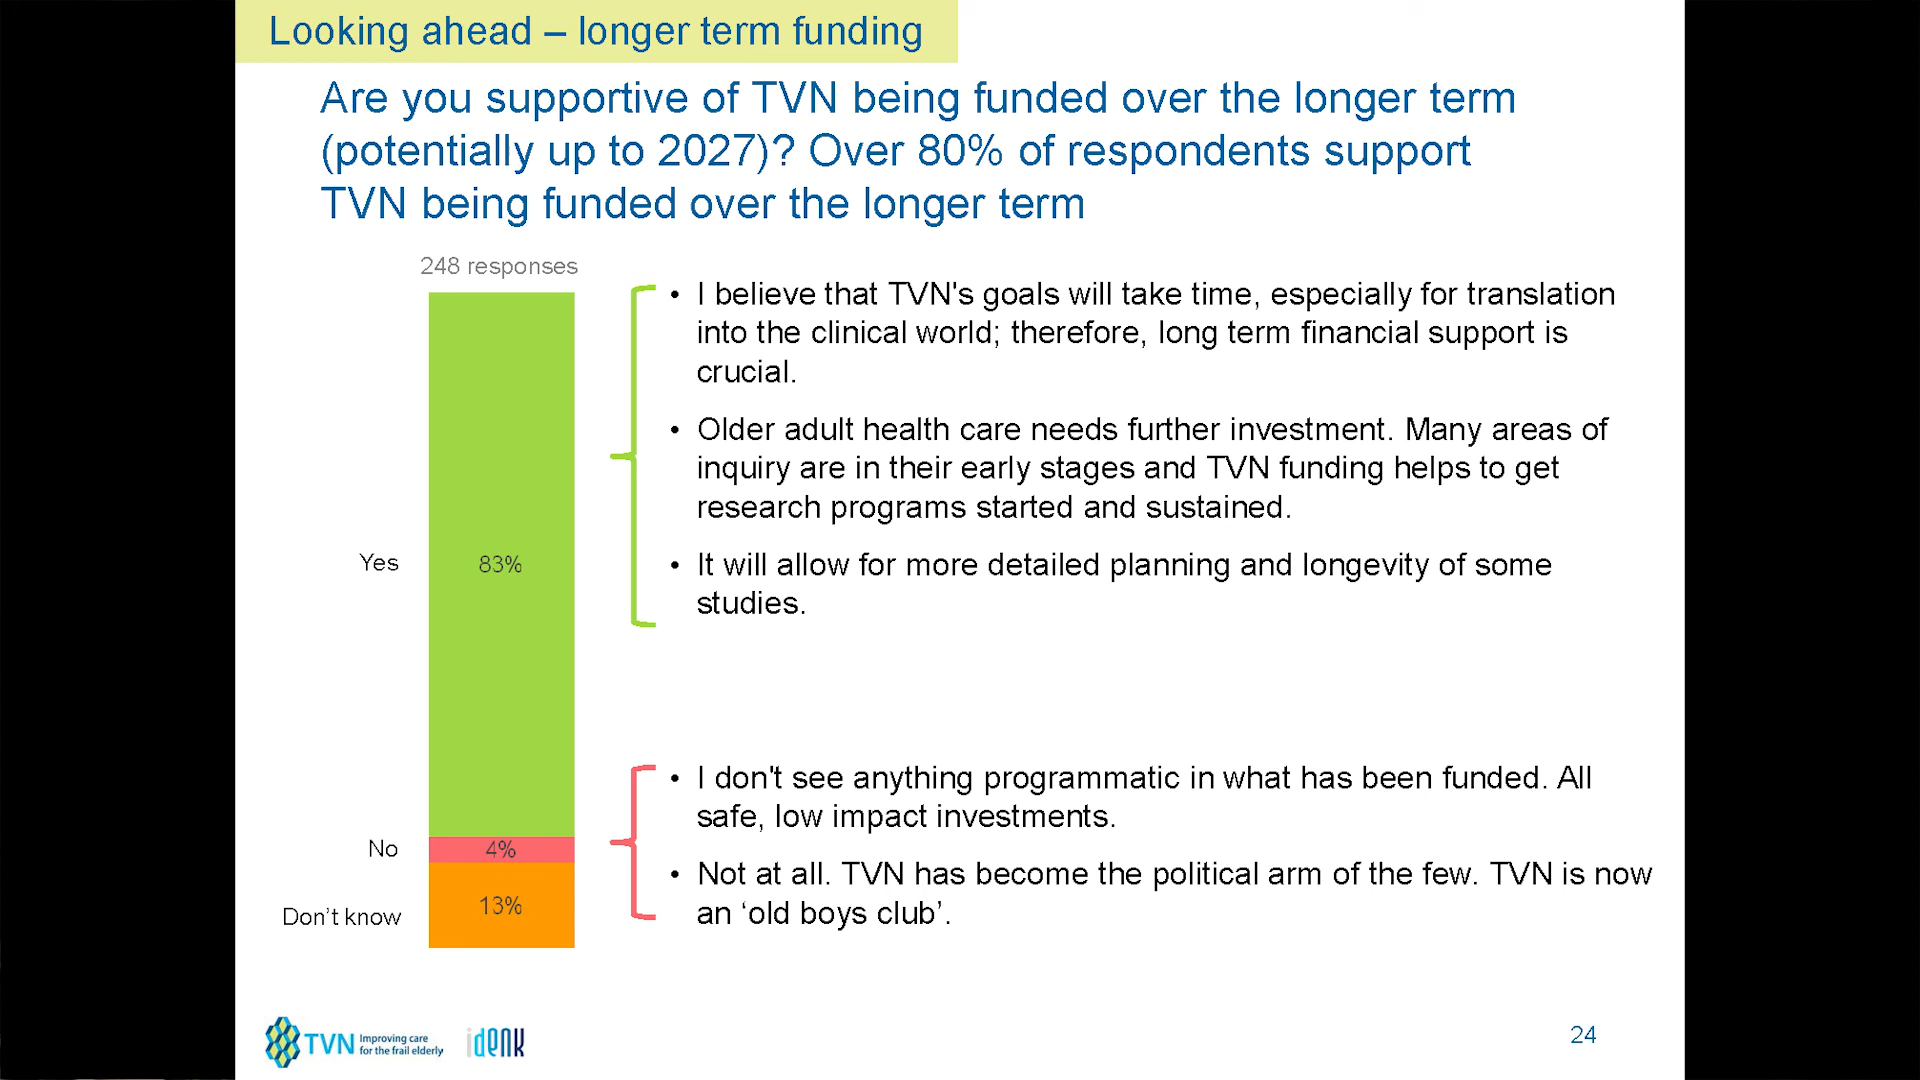 Looking ahead – longer term funding
Are you supportive of TVN being funded over the longer term
(potentially up to 2027)? Over 80% of respondents support
TVN being funded over the longer term
248 responses
• I believe that TVN's goals will take time, especially for translation
into the clinical world; therefore, long term financial support is
crucial.
• Older adult health care needs further investment. Many areas of
inquiry are in their early stages and TVN funding helps to get
research programs started and sustained.
Yes
83%
• It will allow for more detailed planning and longevity of some
studies.
• I don't see anything programmatic in what has been funded. All
safe, low impact investments.
No
4%
• Not at all. TVN has become the political arm of the few. TVN is now
an ‘old boys club’.
Don’t know
13%
TVN
Improving care
for the frail elderly
idenk
24